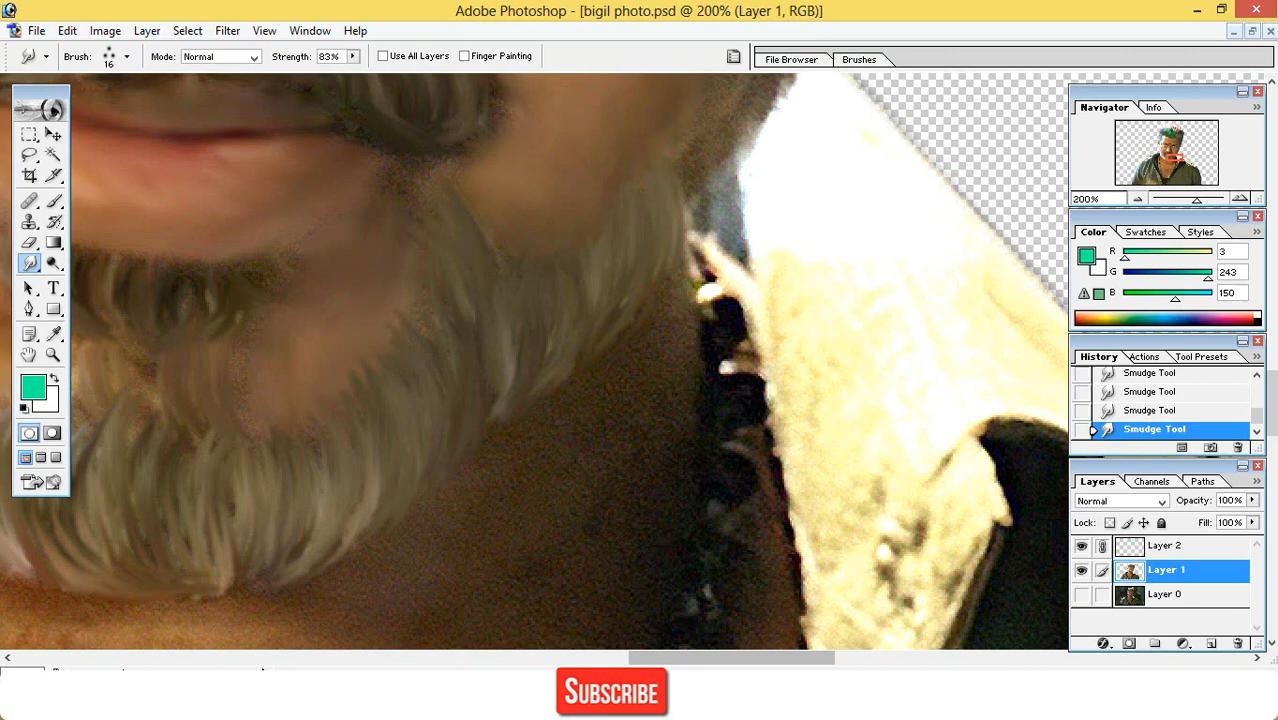 Adobe Photoshop - [bigil photo.psd @ 200% (Layer 1, RGB)]
File Edit Image Layer Select Filter View Window Help
Brush: 16 Mode: Normal Strength: 83% Use All Layers Finger Painting File Browser Brushes
Navigator Info
200%
Color Swatches Styles
R 3
G 243
B 150
History Actions Tool Presets
Smudge Tool
Smudge Tool
Smudge Tool
Smudge Tool
Layers Channels Paths
Normal Opacity: 100%
Lock: Fill: 100%
Layer 2
Layer 1
Layer 0
T
SUBSCRIBE